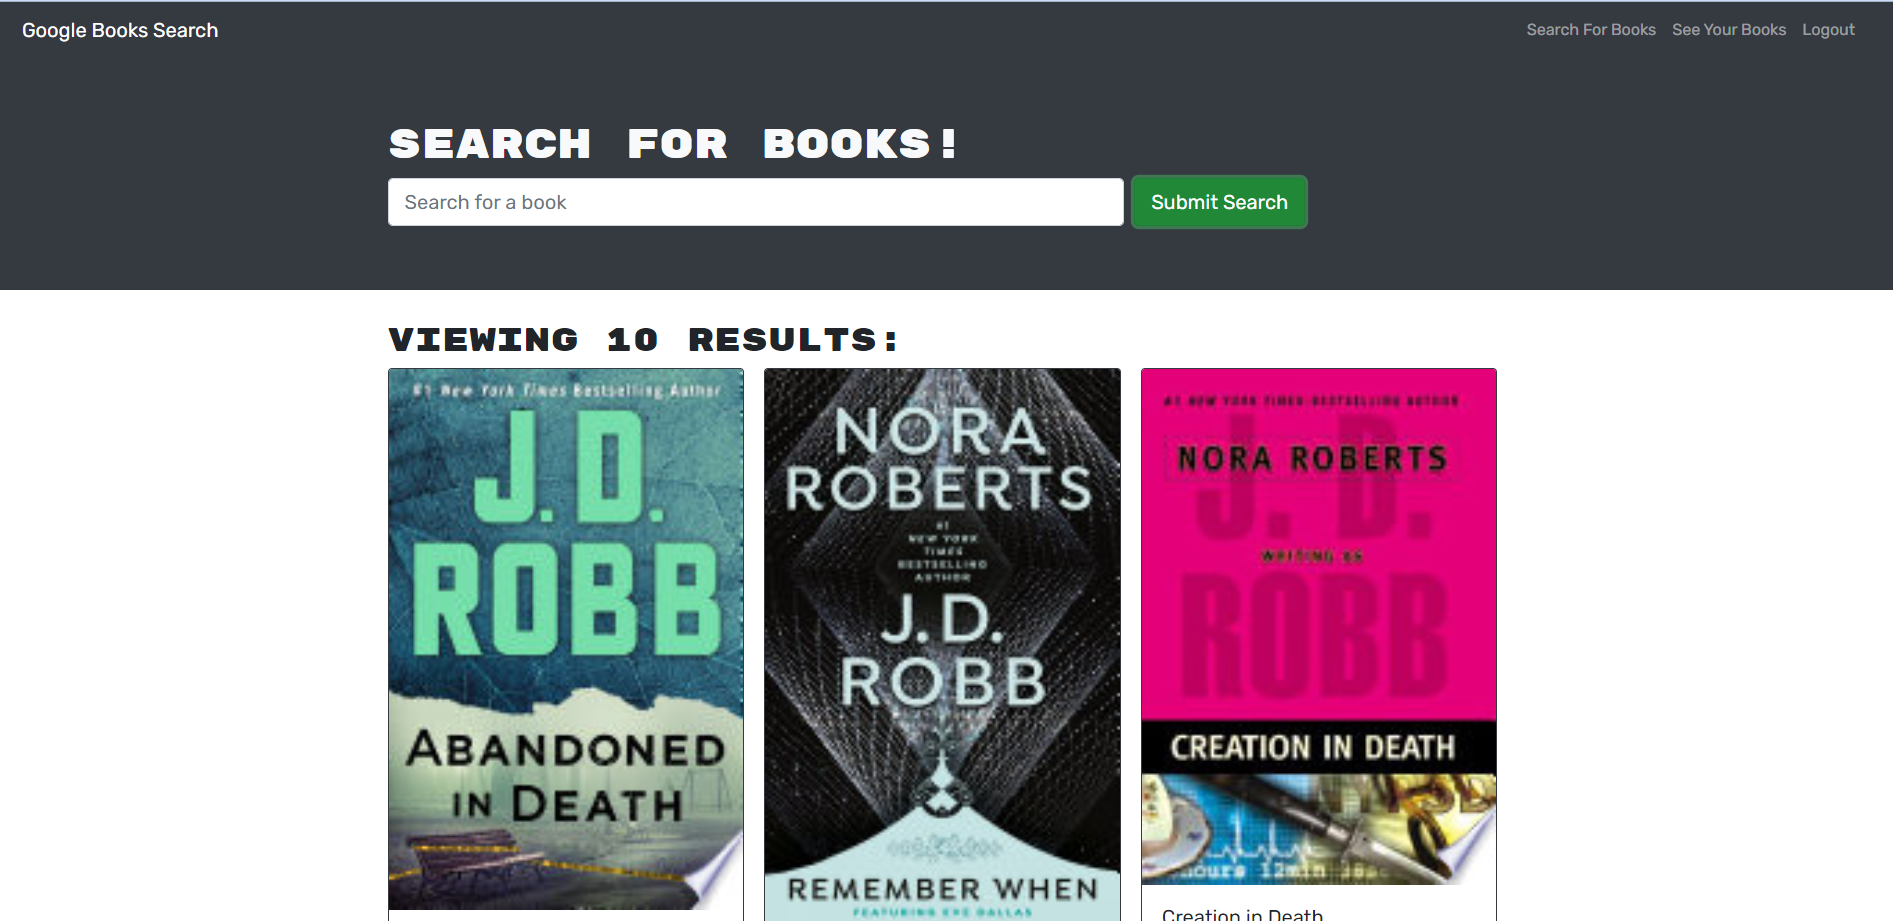 Google Books Search
Search For Books
See Your Books
Logout
SEARCH FOR BOOKS!
Search for a book
Submit Search
VIEWING 10 RESULTS:
#1 New York Times Bestselling Author
J.D.
ROBB
ABANDONED
IN DEATH
NORA
ROBERTS
#1
NEW YORK
TIMES
BESTSELLING
AUTHOR
J.D.
ROBB
REMEMBER WHEN
FEATURING EVE DALLAS
#1 NEW YORK TIMES BESTSELLING AUTHOR
NORA ROBERTS
WRITING AS
J. D.
ROBB
CREATION IN DEATH
hours 12min
Creation in Death